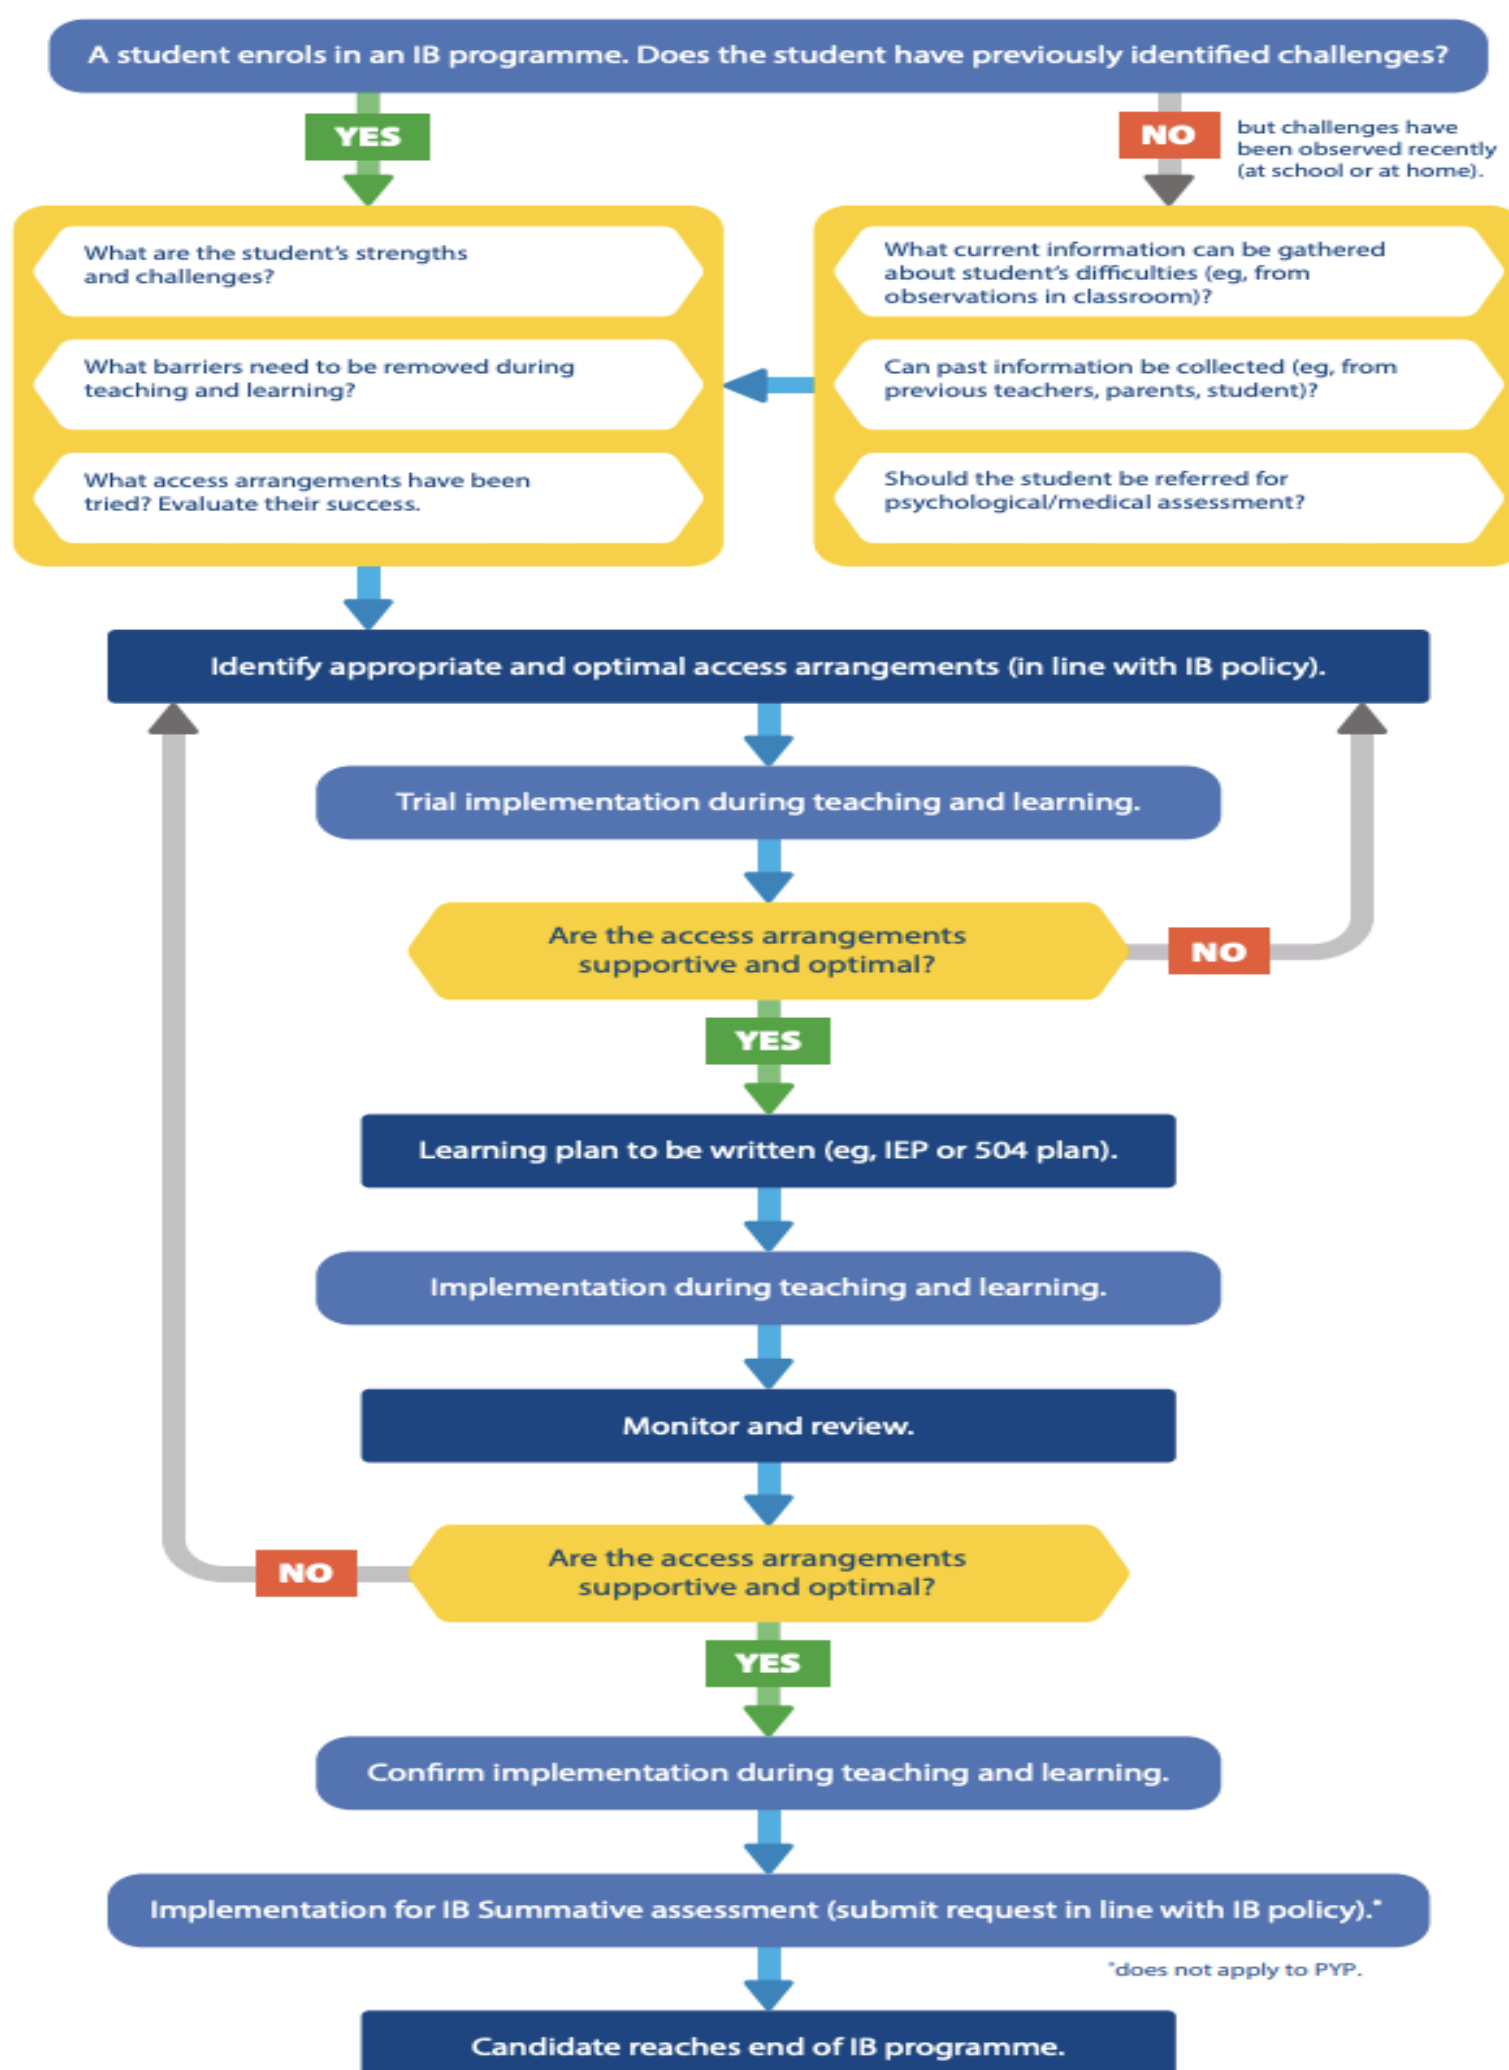 A student enrols in an IB programme. Does the student have previously identified challenges?
YES
NO
but challenges have
been observed recently
(at school or at home).
What are the student's strengths
and challenges?
What barriers need to be removed during
teaching and learning?
What access arrangements have been
tried? Evaluate their success.
What current information can be gathered
about student's difficulties (eg, from
observations in classroom)?
Can past information be collected (eg, from
previous teachers, parents, student)?
Should the student be referred for
psychological/medical assessment?
Identify appropriate and optimal access arrangements (in line with IB policy).
Trial implementation during teaching and learning.
Are the access arrangements
supportive and optimal?
NO
YES
Learning plan to be written (eg, IEP or 504 plan).
Implementation during teaching and learning.
Monitor and review.
Are the access arrangements
supportive and optimal?
NO
YES
Confirm implementation during teaching and learning.
Implementation for IB Summative assessment (submit request in line with IB policy).*
*does not apply to PYP.
Candidate reaches end of IB programme.